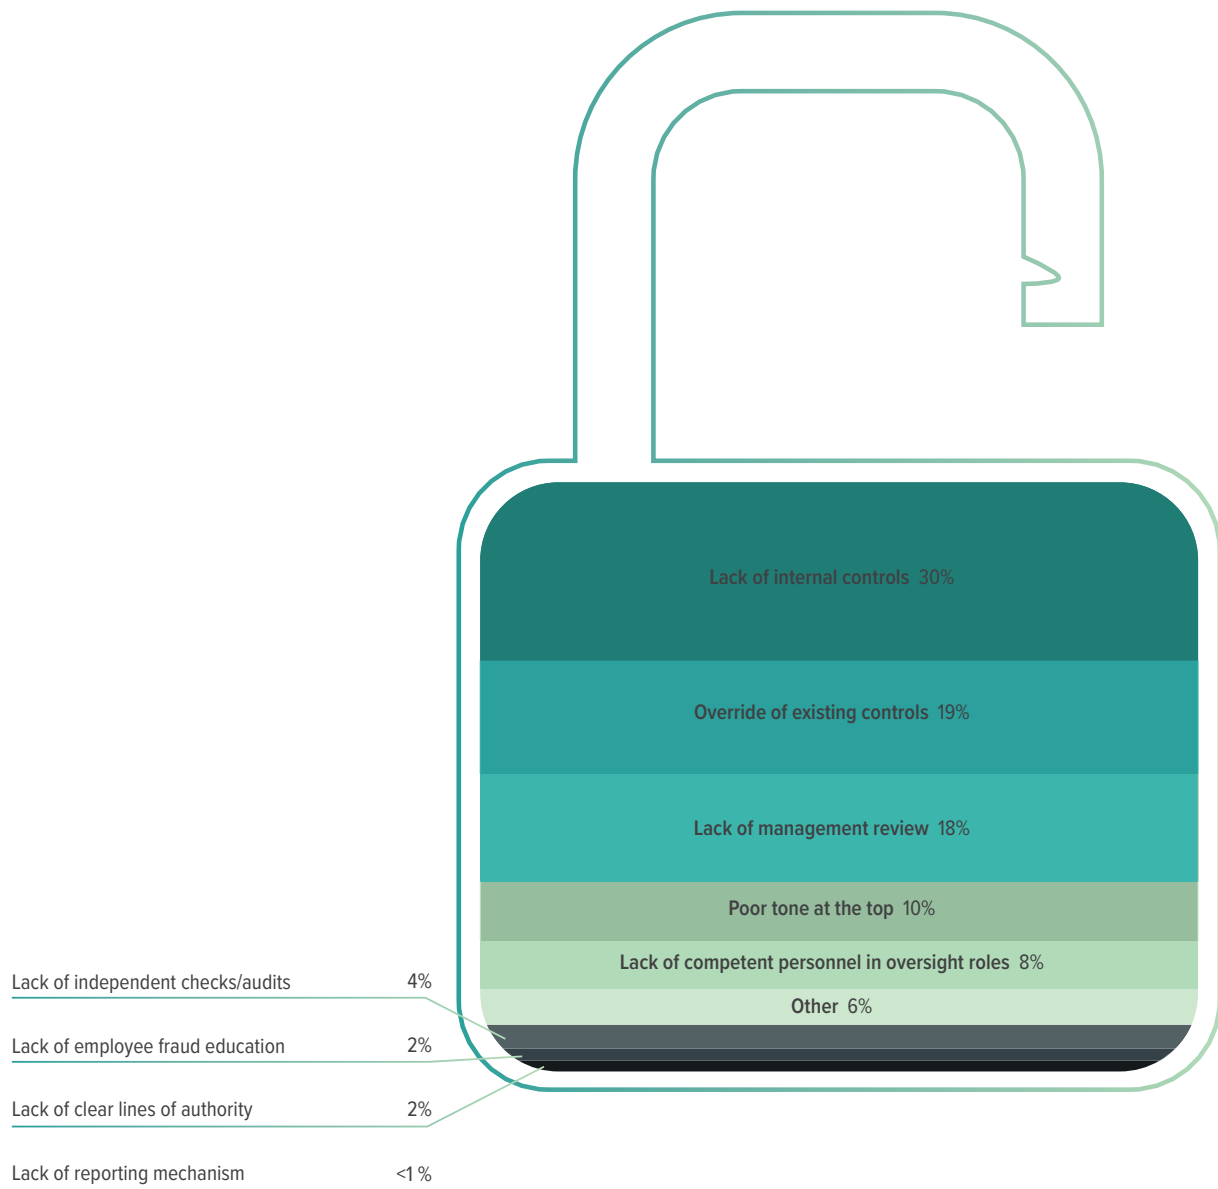 Lack of internal controls 30%
Override of existing controls 19%
Lack of management review 18%
Poor tone at the top 10%
Lack of competent personnel in oversight roles 8%
Other 6%
Lack of independent checks/audits 4%
Lack of employee fraud education 2%
Lack of clear lines of authority 2%
Lack of reporting mechanism <1 %